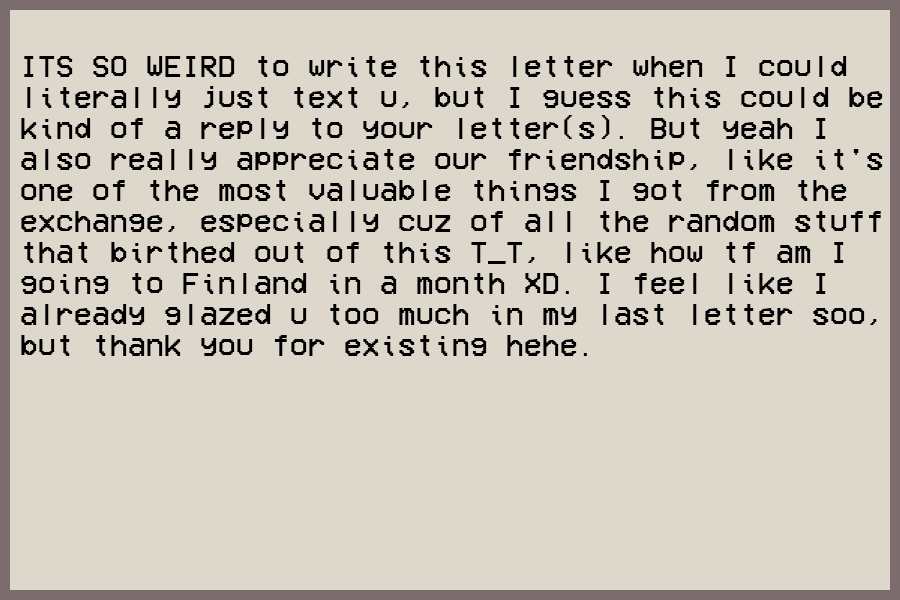 ITS SO WEIRD to write this letter when I could
literally just text u, but I guess this could be
kind of a reply to your letter(s). But yeah I
also really appreciate our friendship, like it's
one of the most valuable things I got from the
exchange, especially cuz of all the random stuff
that birthed out of this T_T, like how tf am I
going to Finland in a month XD. I feel like I
already glazed u too much in my last letter soo,
but thank you for existing hehe.